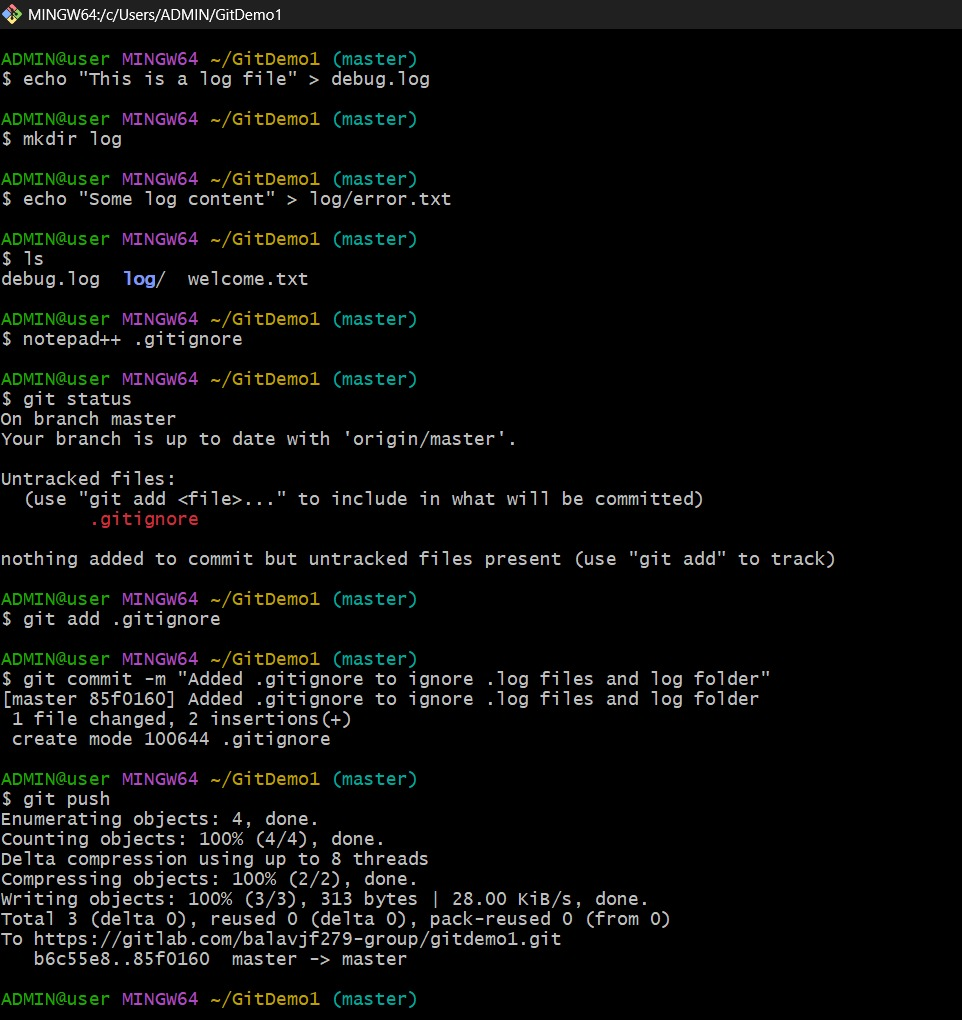 MINGW64:/c/Users/ADMIN/GitDemo1
ADMIN@user MINGW64 ~/GitDemo1 (master)
$ echo "This is a log file" > debug.log
ADMIN@user MINGW64 ~/GitDemo1 (master)
$ mkdir log
ADMIN@user MINGW64 ~/GitDemo1 (master)
$ echo "Some log content" > log/error.txt
ADMIN@user MINGW64 ~/GitDemo1 (master)
$ ls
debug.log  log/  welcome.txt
ADMIN@user MINGW64 ~/GitDemo1 (master)
$ notepad++ .gitignore
ADMIN@user MINGW64 ~/GitDemo1 (master)
$ git status
On branch master
Your branch is up to date with 'origin/master'.
Untracked files:
  (use "git add <file>..." to include in what will be committed)
        .gitignore
nothing added to commit but untracked files present (use "git add" to track)
ADMIN@user MINGW64 ~/GitDemo1 (master)
$ git add .gitignore
ADMIN@user MINGW64 ~/GitDemo1 (master)
$ git commit -m "Added .gitignore to ignore .log files and log folder"
[master 85f0160] Added .gitignore to ignore .log files and log folder
 1 file changed, 2 insertions(+)
 create mode 100644 .gitignore
ADMIN@user MINGW64 ~/GitDemo1 (master)
$ git push
Enumerating objects: 4, done.
Counting objects: 100% (4/4), done.
Delta compression using up to 8 threads
Compressing objects: 100% (2/2), done.
Writing objects: 100% (3/3), 313 bytes | 28.00 KiB/s, done.
Total 3 (delta 0), reused 0 (delta 0), pack-reused 0 (from 0)
To https://gitlab.com/balavjf279-group/gitdemo1.git
   b6c55e8..85f0160  master -> master
ADMIN@user MINGW64 ~/GitDemo1 (master)